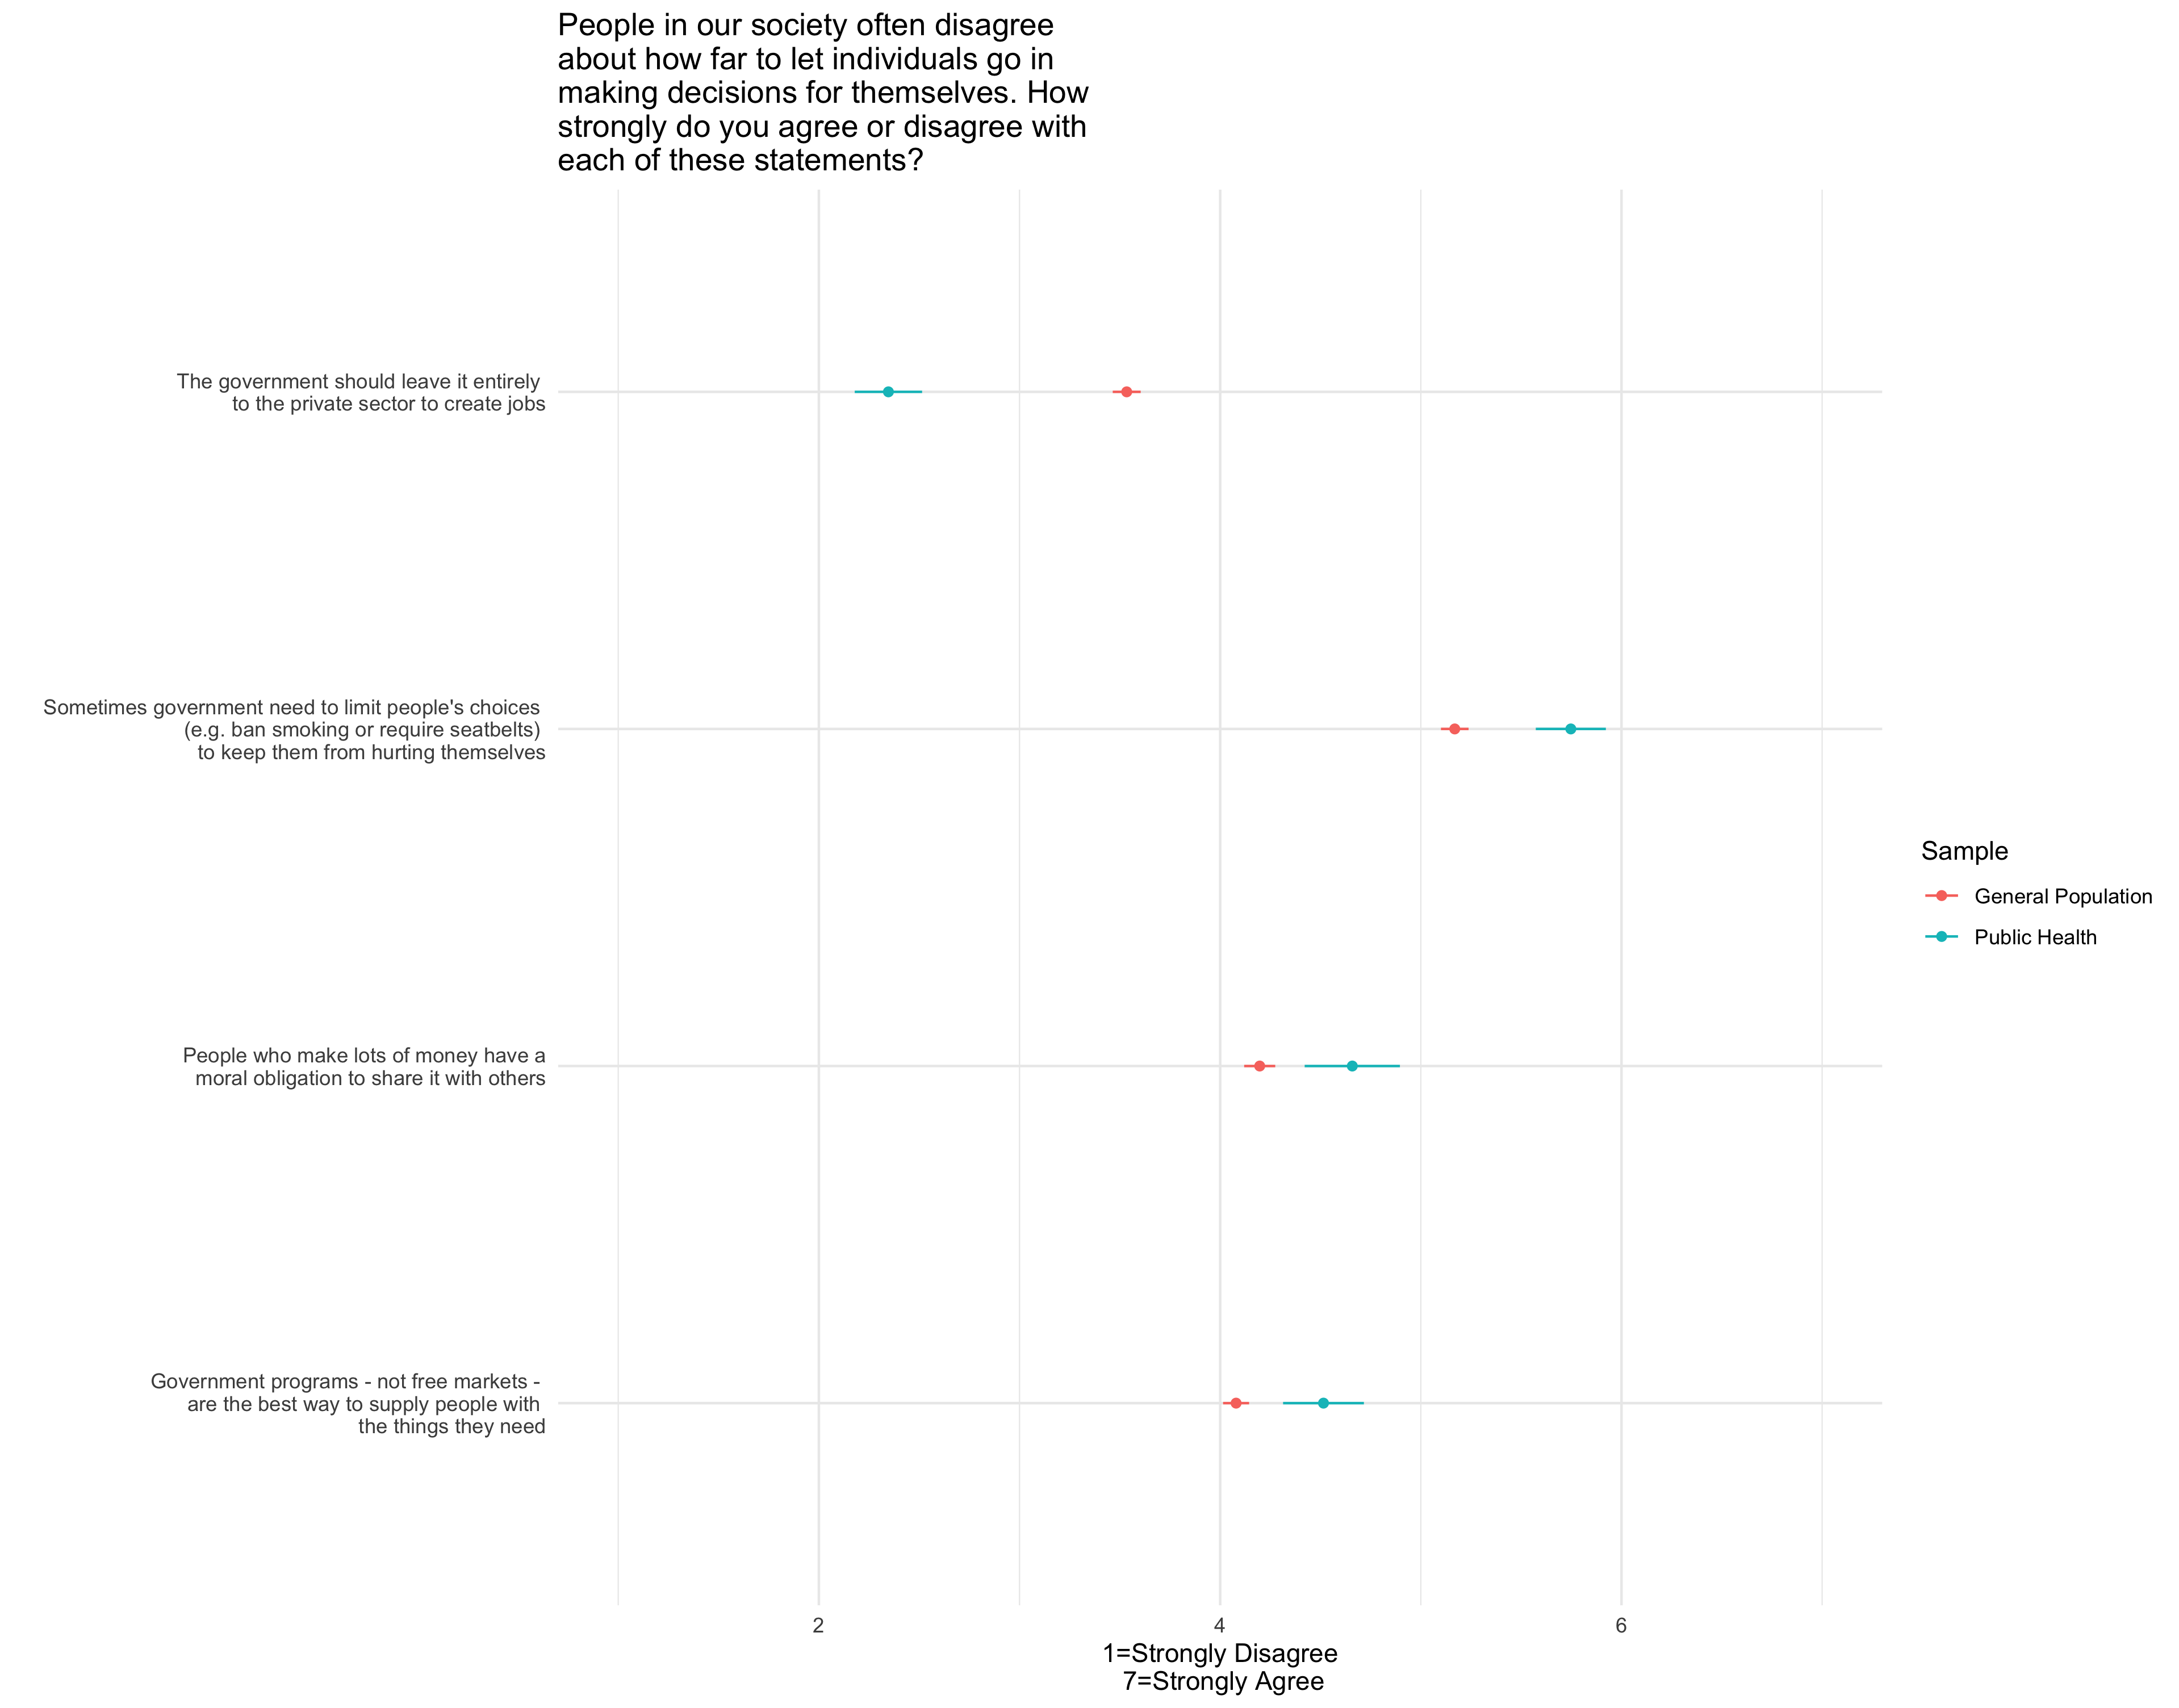 People in our society often disagree
about how far to let individuals go in
making decisions for themselves. How
strongly do you agree or disagree with
each of these statements?
The government should leave it entirely
to the private sector to create jobs
Sometimes government need to limit people's choices
(e.g. ban smoking or require seatbelts)
to keep them from hurting themselves
People who make lots of money have a
moral obligation to share it with others
Government programs - not free markets -
are the best way to supply people with
the things they need
2 4 6
1=Strongly Disagree
7=Strongly Agree
Sample
General Population
Public Health